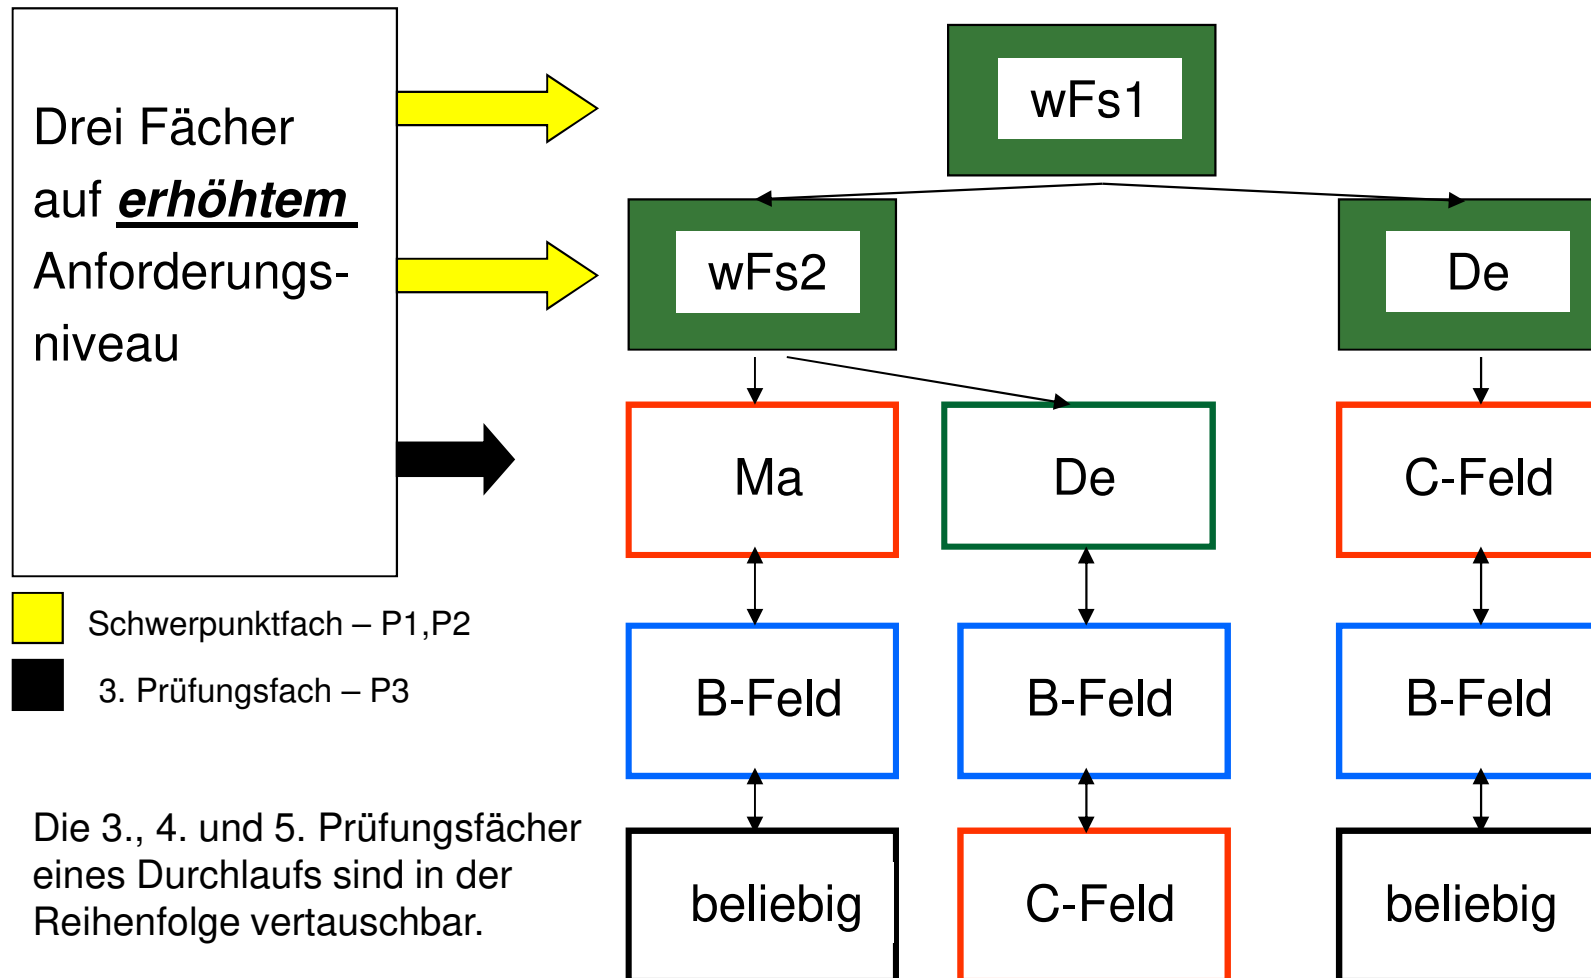 Drei Fächer
auf erhöhtem
Anforderungs-
niveau
wFs1
wFs2
De
Ma
De
C-Feld
Schwerpunktfach – P1,P2
3. Prüfungsfach – P3
B-Feld
B-Feld
B-Feld
Die 3., 4. und 5. Prüfungsfächer
eines Durchlaufs sind in der
Reihenfolge vertauschbar.
beliebig
C-Feld
beliebig